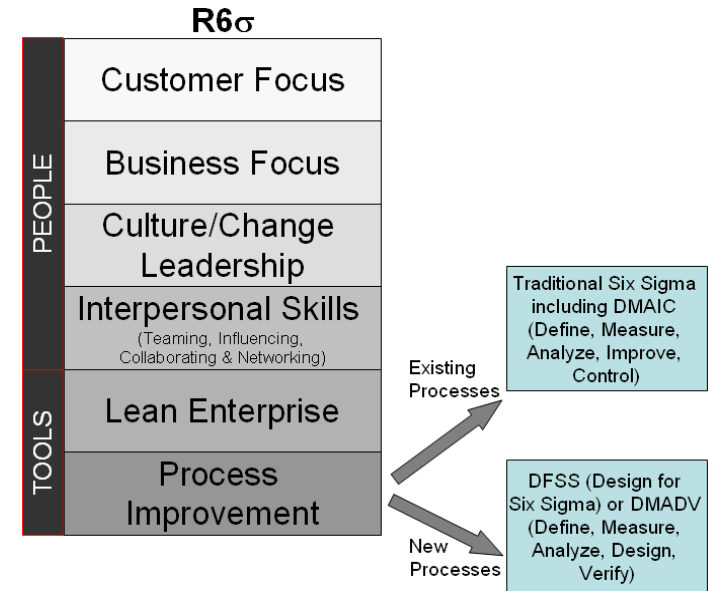 R6σ
PEOPLE
Customer Focus
Business Focus
Culture/Change
Leadership
Interpersonal Skills
(Teaming, Influencing,
Collaborating & Networking)
TOOLS
Lean Enterprise
Process
Improvement
Existing
Processes
Traditional Six Sigma
including DMAIC
(Define, Measure,
Analyze, Improve,
Control)
New
Processes
DFSS (Design for
Six Sigma) or DMADV
(Define, Measure,
Analyze, Design,
Verify)